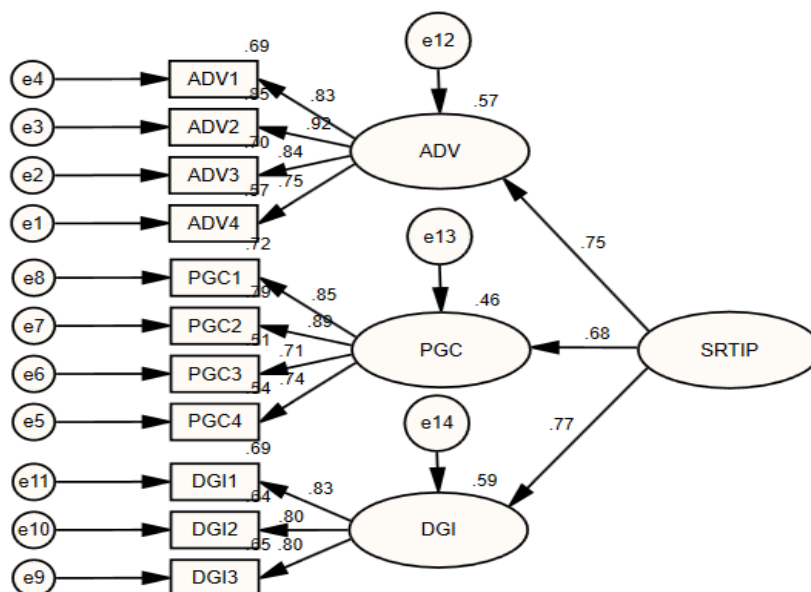 e12
.69
e4
ADV1
.83
.57
.85
e3
ADV2
.92
ADV
.70
e2
ADV3
.84
.75
.57
e1
ADV4
.75
.72
e13
e8
PGC1
.85
.46
.79
e7
PGC2
.89
PGC
.68
SRTIP
.51
e6
PGC3
.71
.74
.54
e5
PGC4
e14
.77
.69
e11
DGI1
.83
.59
.64
e10
DGI2
.80
DGI
.65
.80
e9
DGI3